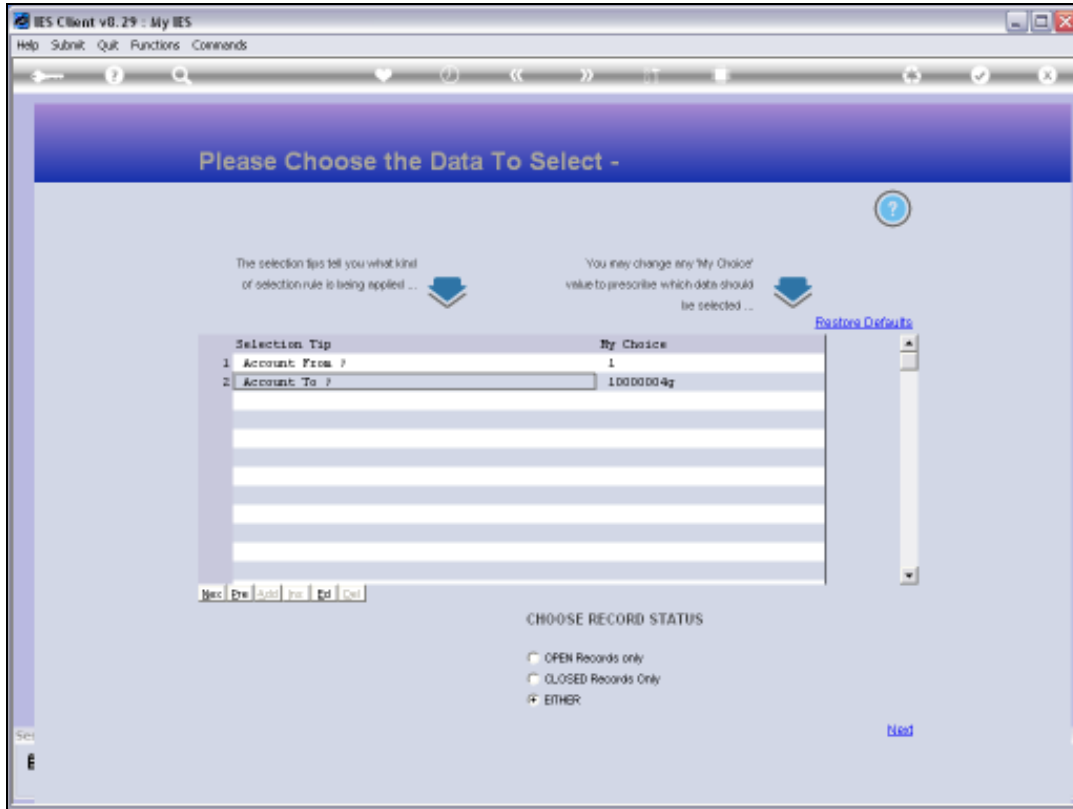 IES Client v8.29 : My IES
Help Submit Quit Functions Commands
Please Choose the Data To Select -
The selection tips tell you what kind
of selection rule is being applied ...
You may change any 'My Choice'
value to prescribe which data should
be selected ...
Restore Defaults
Selection Tip My Choice
1 Account From ? 1
2 Account To ? 10000004g
Nex Pre Add Ins Ed Del
CHOOSE RECORD STATUS
OPEN Records only
CLOSED Records Only
EITHER
Next